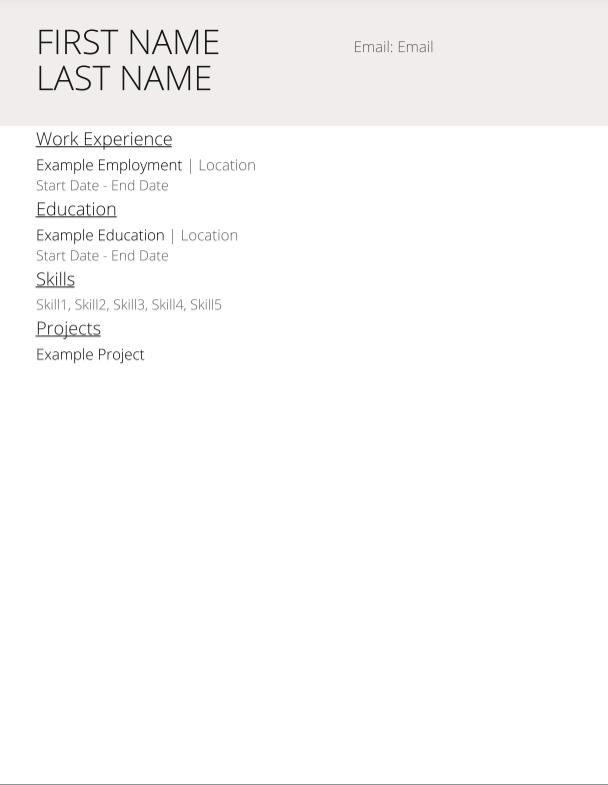 FIRST NAME
LAST NAME
Email: Email
Work Experience
Example Employment | Location
Start Date - End Date
Education
Example Education | Location
Start Date - End Date
Skills
Skill1, Skill2, Skill3, Skill4, Skill5
Projects
Example Project